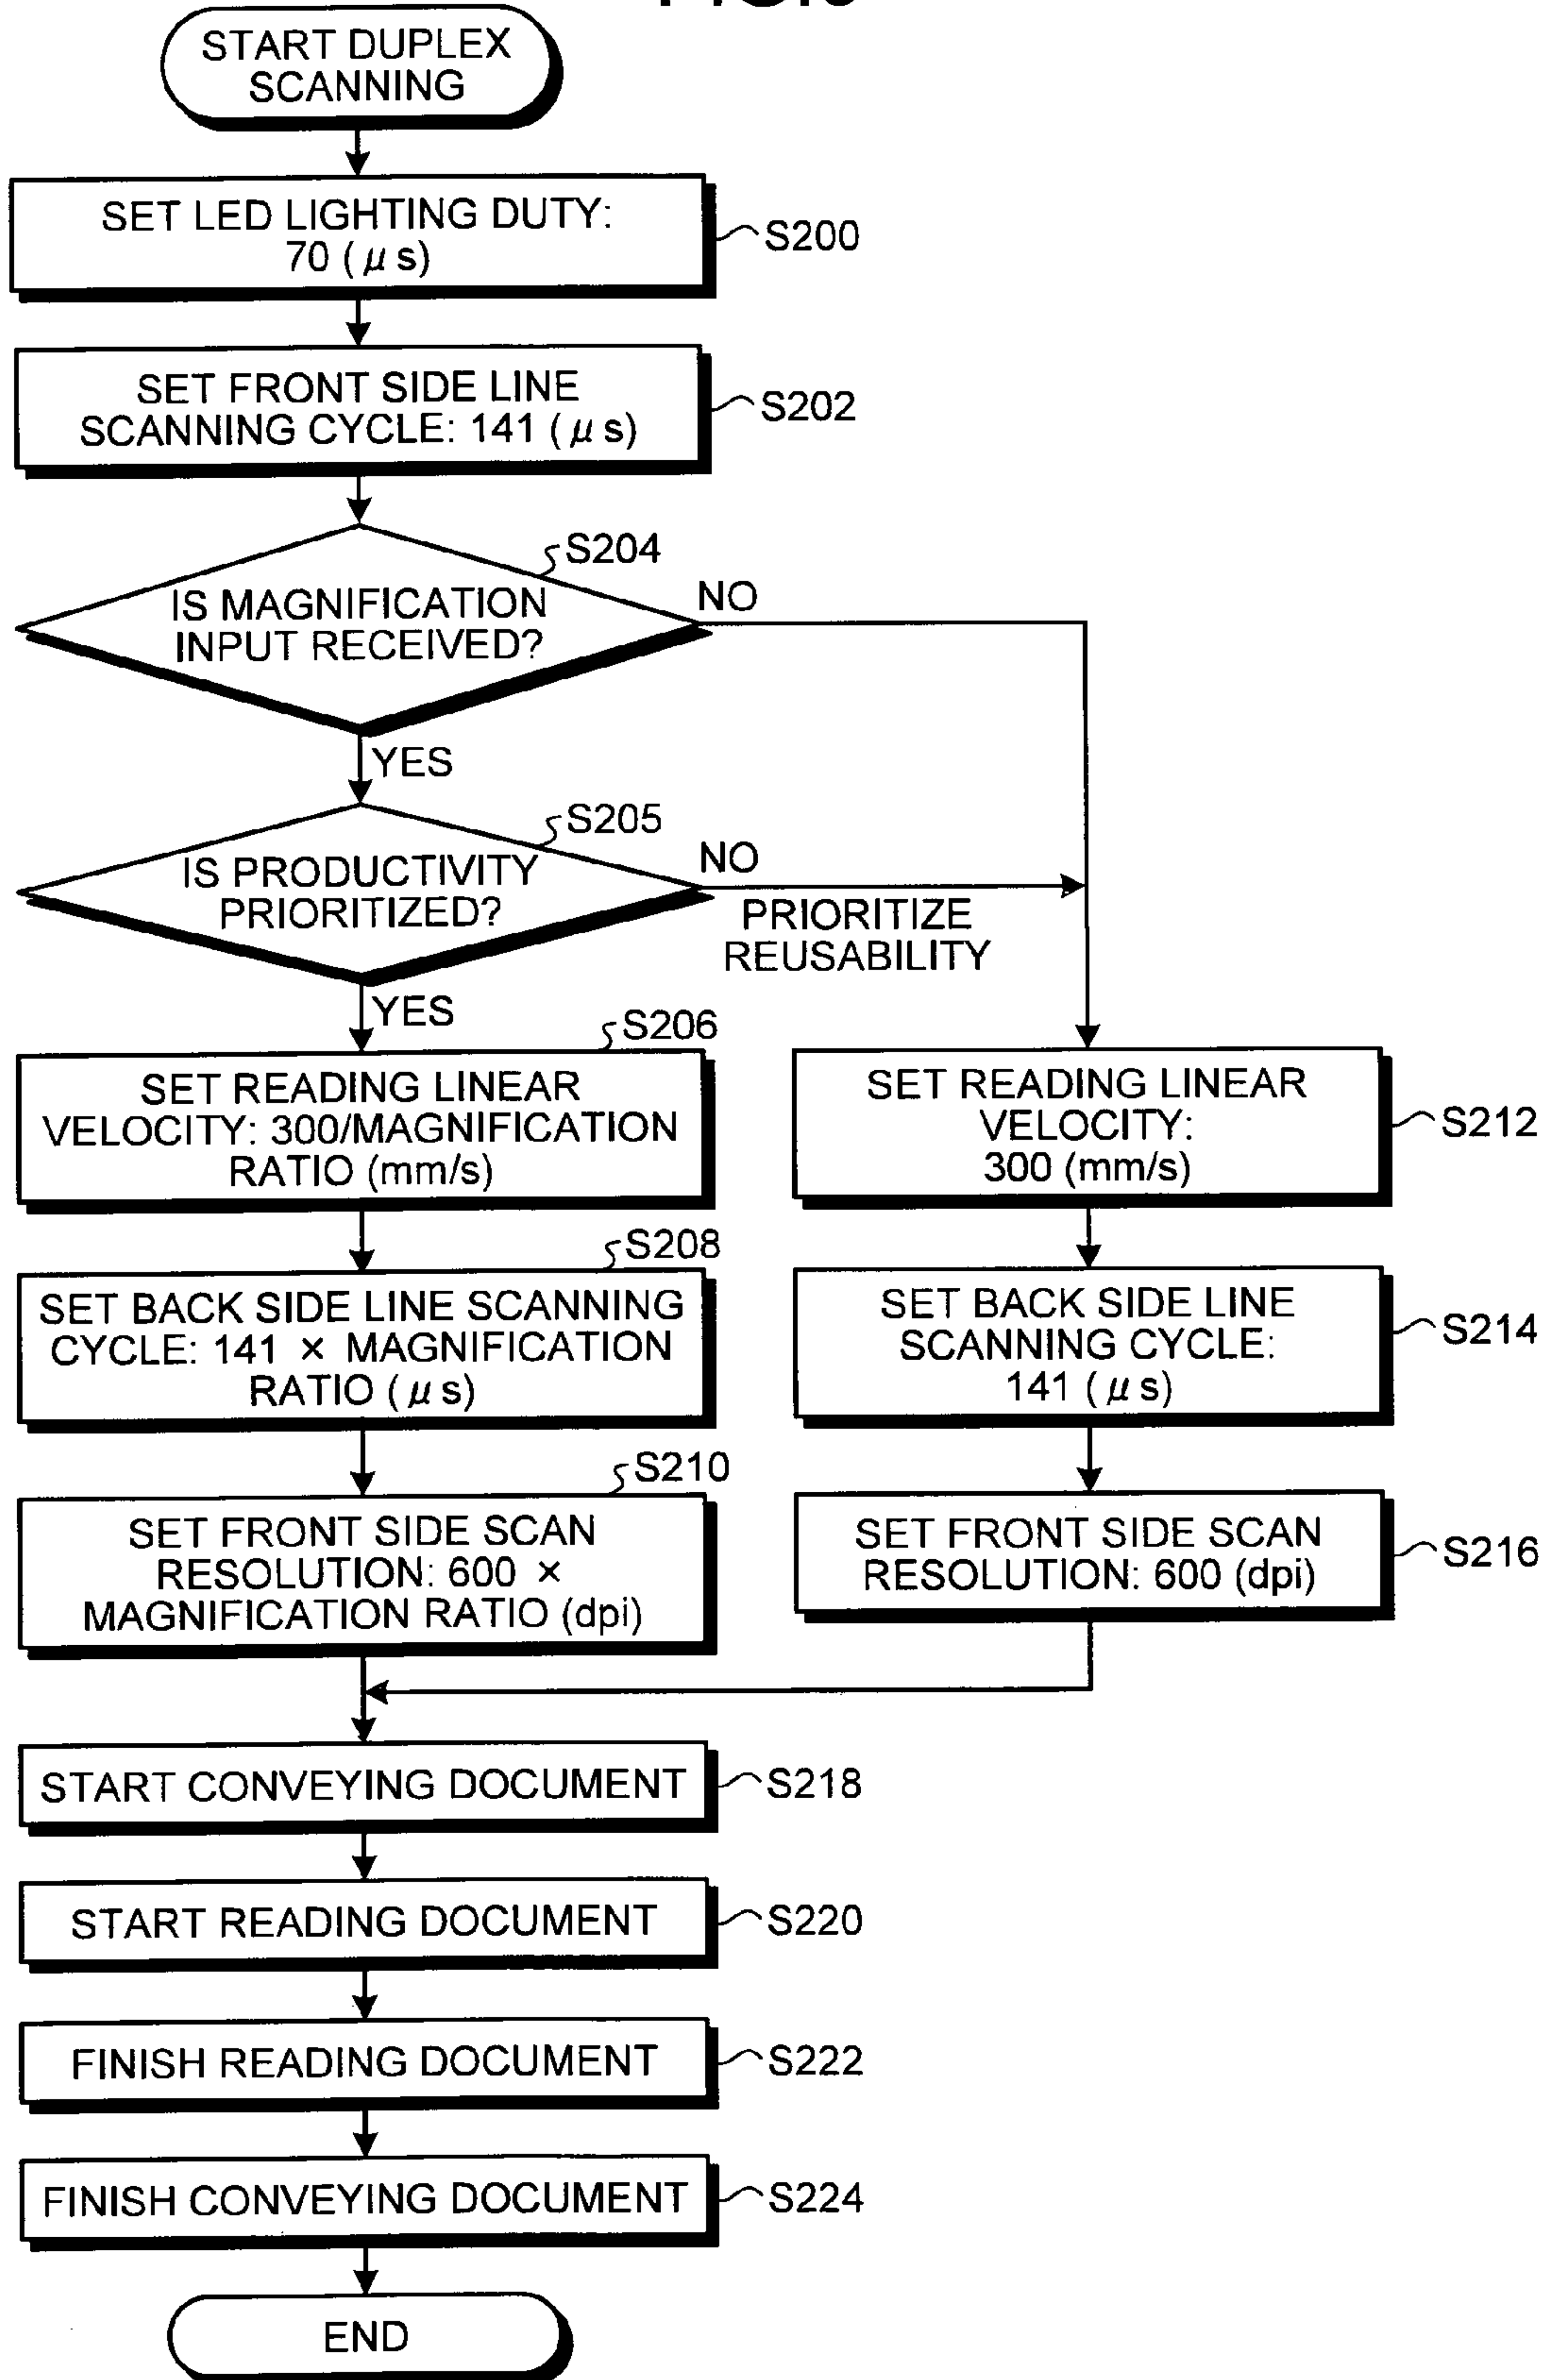 START DUPLEX
SCANNING
SET LED LIGHTING DUTY:
70 (μs)
S200
SET FRONT SIDE LINE
SCANNING CYCLE: 141 (μs)
S202
S204
IS MAGNIFICATION
INPUT RECEIVED?
NO
YES
S205
IS PRODUCTIVITY
PRIORITIZED?
NO
PRIORITIZE
REUSABILITY
YES
S206
SET READING LINEAR
VELOCITY: 300/MAGNIFICATION
RATIO (mm/s)
SET READING LINEAR
VELOCITY:
300 (mm/s)
S212
S208
SET BACK SIDE LINE SCANNING
CYCLE: 141 × MAGNIFICATION
RATIO (μs)
SET BACK SIDE LINE
SCANNING CYCLE:
141 (μs)
S214
S210
SET FRONT SIDE SCAN
RESOLUTION: 600 ×
MAGNIFICATION RATIO (dpi)
SET FRONT SIDE SCAN
RESOLUTION: 600 (dpi)
S216
START CONVEYING DOCUMENT
S218
START READING DOCUMENT
S220
FINISH READING DOCUMENT
S222
FINISH CONVEYING DOCUMENT
S224
END